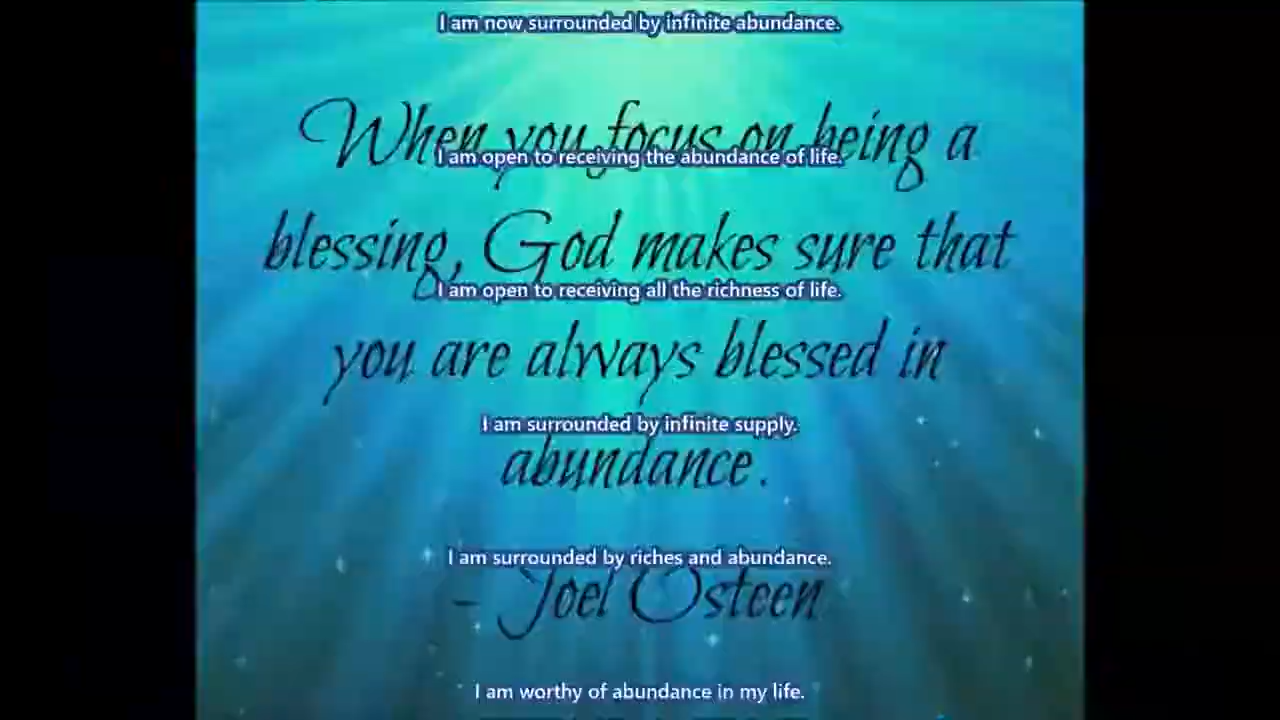 I am now surrounded by infinite abundance.
When you focus on being a
I am open to receiving the abundance of life.
blessing, God makes sure that
I am open to receiving all the richness of life.
you are always blessed in
I am surrounded by infinite supply.
abundance.
I am surrounded by riches and abundance.
- Joel Osteen
I am worthy of abundance in my life.